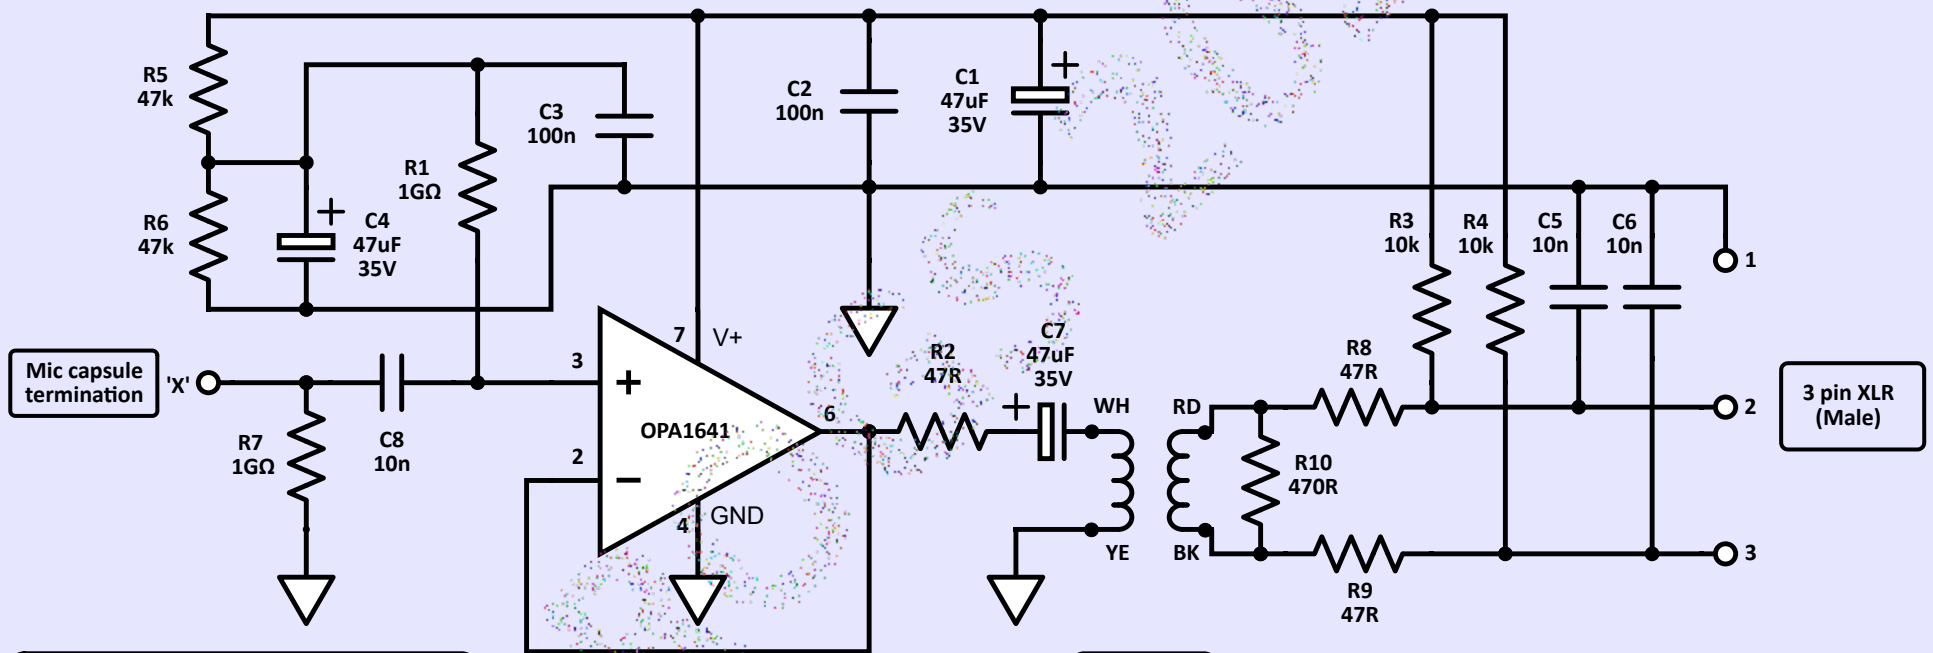 R5
47k
R6
47k
C4
47uF
35V
R1
1GΩ
C3
100n
C2
100n
C1
47uF
35V
R3
10k
R4
10k
C5
10n
C6
10n
1
Mic capsule
termination
'X'
R7
1GΩ
C8
10n
3
2
7
V+
OPA1641
6
4
GND
R2
47R
C7
47uF
35V
WH
YE
RD
BK
R10
470R
R8
47R
R9
47R
2
3
3 pin XLR
(Male)